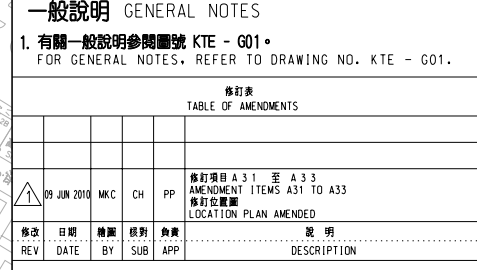 一般說明 GENERAL NOTES
1. 有關一般說明參閱圖號 KTE - G01。
FOR GENERAL NOTES, REFER TO DRAWING NO. KTE - G01.
修訂表
TABLE OF AMENDMENTS
1 09 JUN 2010 MKC CH PP
修訂項目 A31 至 A33
AMENDMENT ITEMS A31 TO A33
修訂位置圖
LOCATION PLAN AMENDED
修改 日期 繪圖 核對 負責 說 明
REV DATE BY SUB APP DESCRIPTION